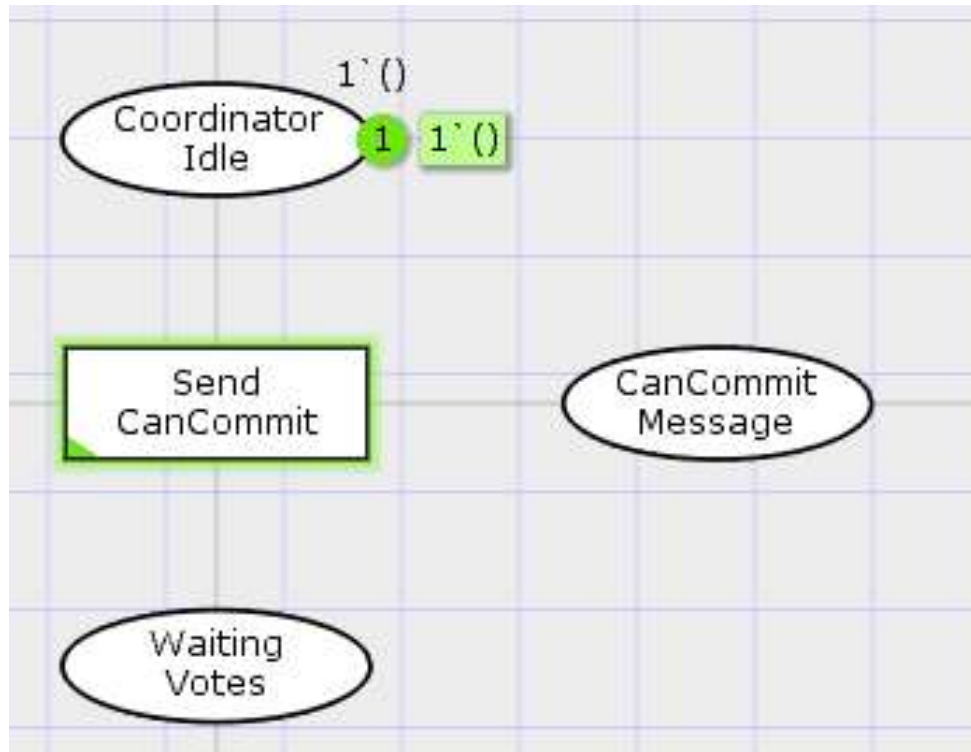 1`()
Coordinator
Idle
1 1`()
Send
CanCommit
CanCommit
Message
Waiting
Votes